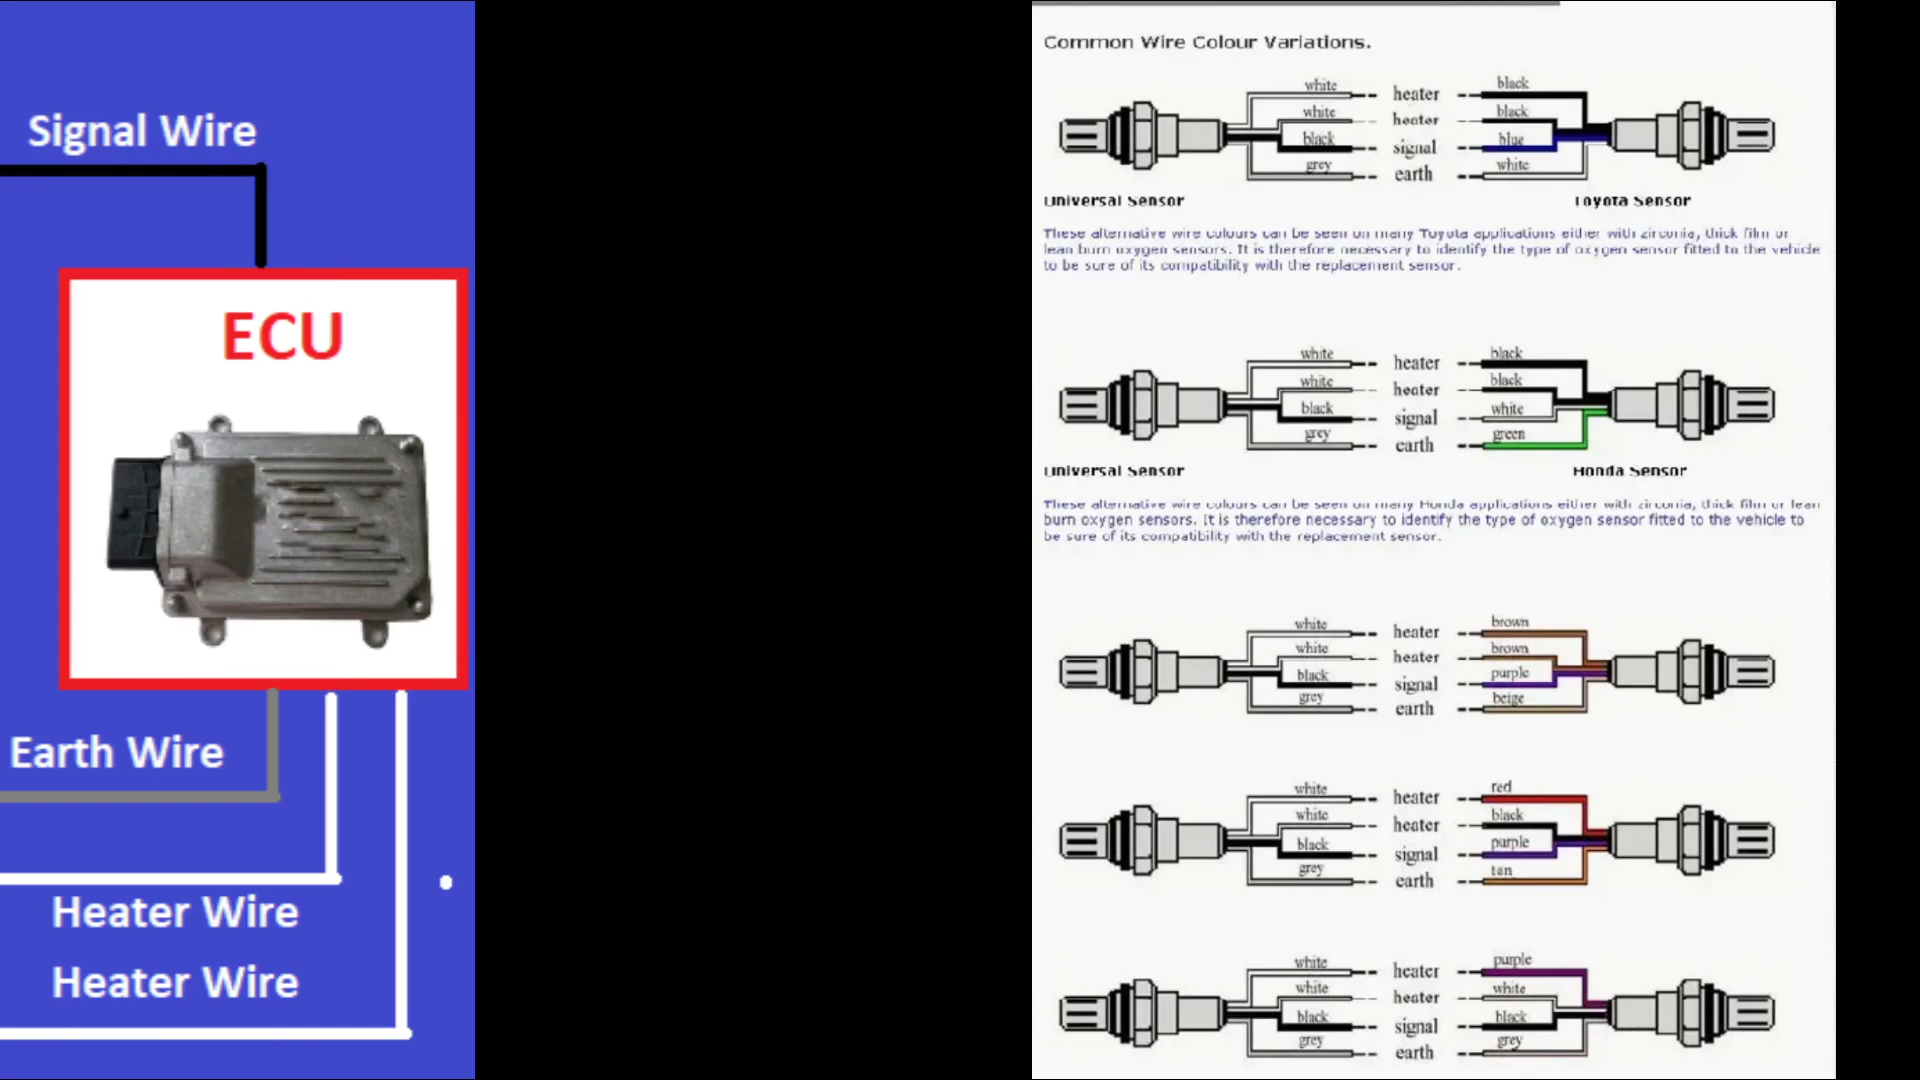 Signal Wire
ECU
Earth Wire
Heater Wire
Heater Wire
Common Wire Colour Variations.
white heater black
white heater black
black signal blue
grey earth white
Universal Sensor Toyota Sensor
These alternative wire colours can be seen on many Toyota applications either with zirconia, thick film or
lean burn oxygen sensors. It is therefore necessary to identify the type of oxygen sensor fitted to the vehicle
to be sure of its compatibility with the replacement sensor.
white heater black
white heater black
black signal white
grey earth green
Universal Sensor Honda Sensor
These alternative wire colours can be seen on many Honda applications either with zirconia, thick film or lean
burn oxygen sensors. It is therefore necessary to identify the type of oxygen sensor fitted to the vehicle to
be sure of its compatibility with the replacement sensor.
white heater brown
white heater brown
black signal purple
grey earth beige
white heater red
white heater black
black signal purple
grey earth tan
white heater purple
white heater white
black signal black
grey earth grey